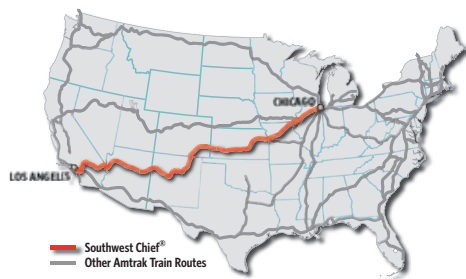 CHICAGO
LOS ANGELES
Southwest Chief®
Other Amtrak Train Routes